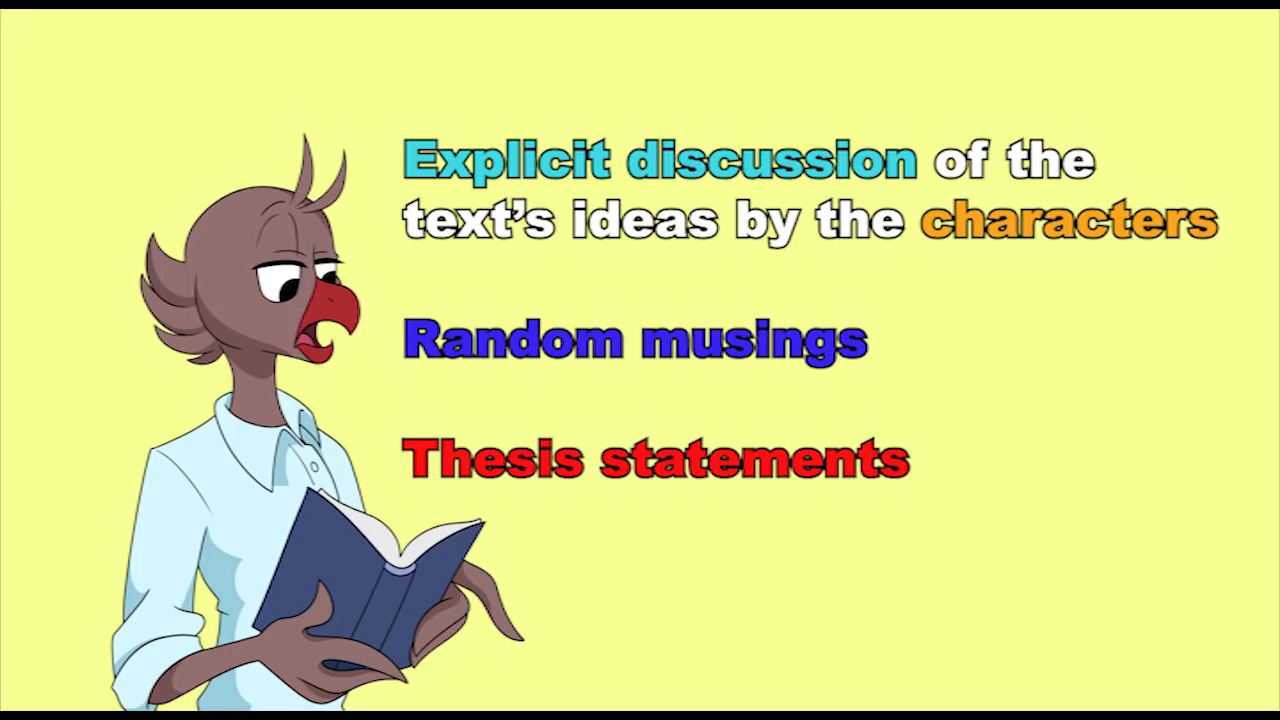 Explicit discussion of the
text’s ideas by the characters
Random musings
Thesis statements